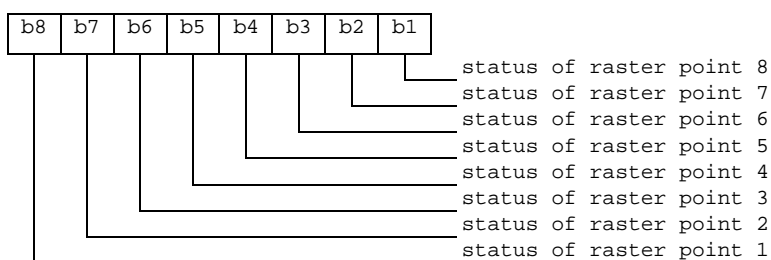 b8 b7 b6 b5 b4 b3 b2 b1
status of raster point 8
status of raster point 7
status of raster point 6
status of raster point 5
status of raster point 4
status of raster point 3
status of raster point 2
status of raster point 1